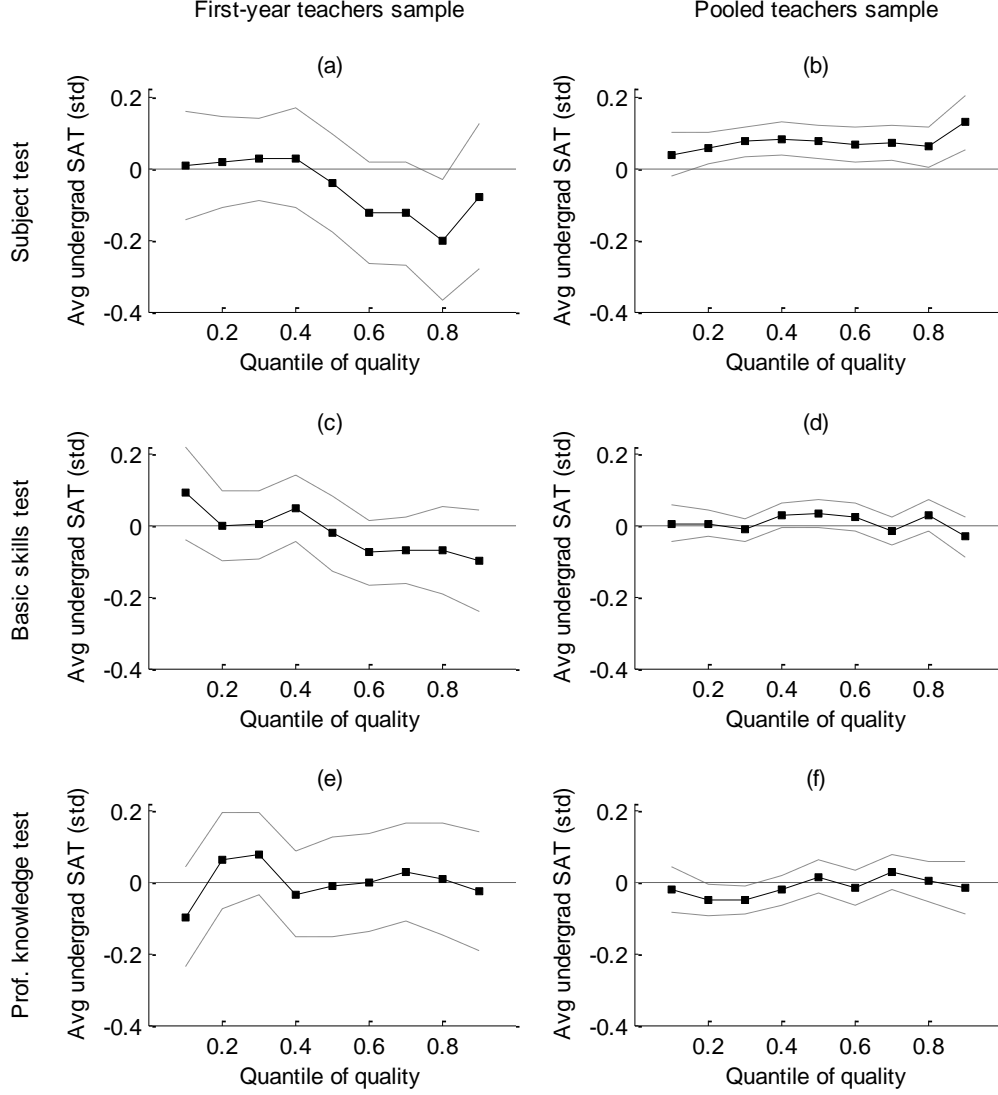 First-year teachers sample
Pooled teachers sample
(a)
(b)
Subject test
Avg undergrad SAT (std)
0.2
0
-0.2
-0.4
0.2
0.4
0.6
0.8
Quantile of quality
Avg undergrad SAT (std)
0.2
0
-0.2
-0.4
0.2
0.4
0.6
0.8
Quantile of quality
(c)
(d)
Basic skills test
Avg undergrad SAT (std)
0.2
0
-0.2
-0.4
0.2
0.4
0.6
0.8
Quantile of quality
Avg undergrad SAT (std)
0.2
0
-0.2
-0.4
0.2
0.4
0.6
0.8
Quantile of quality
(e)
(f)
Prof. knowledge test
Avg undergrad SAT (std)
0.2
0
-0.2
-0.4
0.2
0.4
0.6
0.8
Quantile of quality
Avg undergrad SAT (std)
0.2
0
-0.2
-0.4
0.2
0.4
0.6
0.8
Quantile of quality